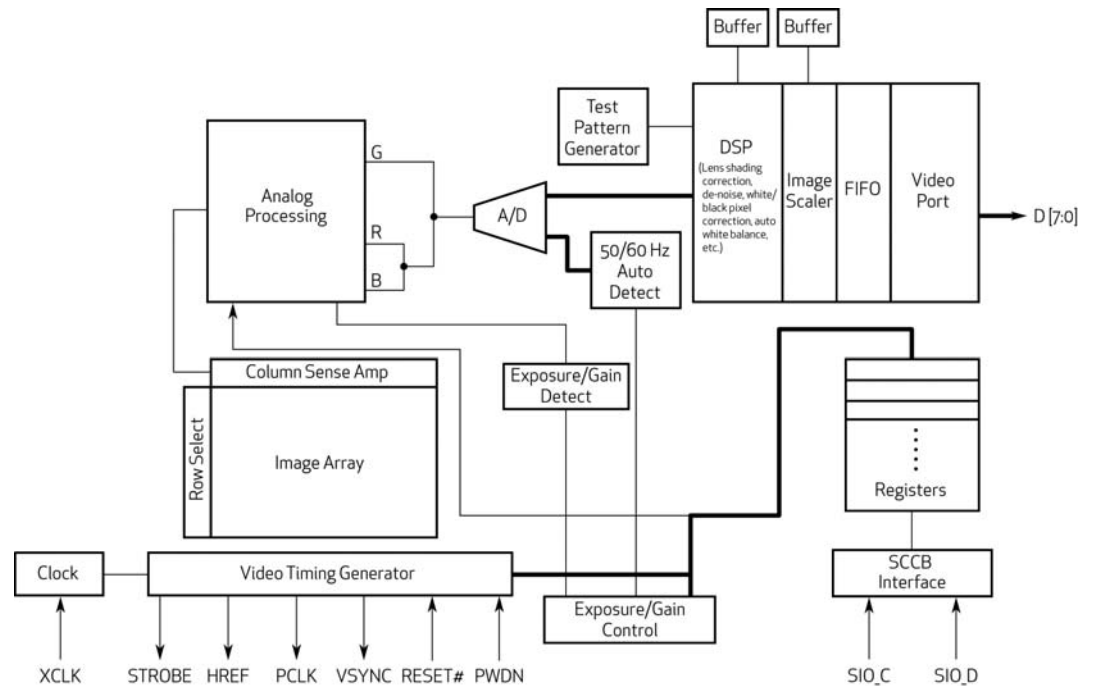 Buffer
Buffer
Test
Pattern
Generator
DSP
(Lens shading
correction,
de-noise, white/
black pixel
correction, auto
white balance,
etc.)
Image
Scaler
FIFO
Video
Port
D [7:0]
Analog
Processing
G
R
B
A/D
50/60 Hz
Auto
Detect
Column Sense Amp
Row Select
Image Array
Exposure/Gain
Detect
Registers
Clock
Video Timing Generator
Exposure/Gain
Control
SCCB
Interface
XCLK
STROBE
HREF
PCLK
VSYNC
RESET#
PWDN
SIO_C
SIO_D